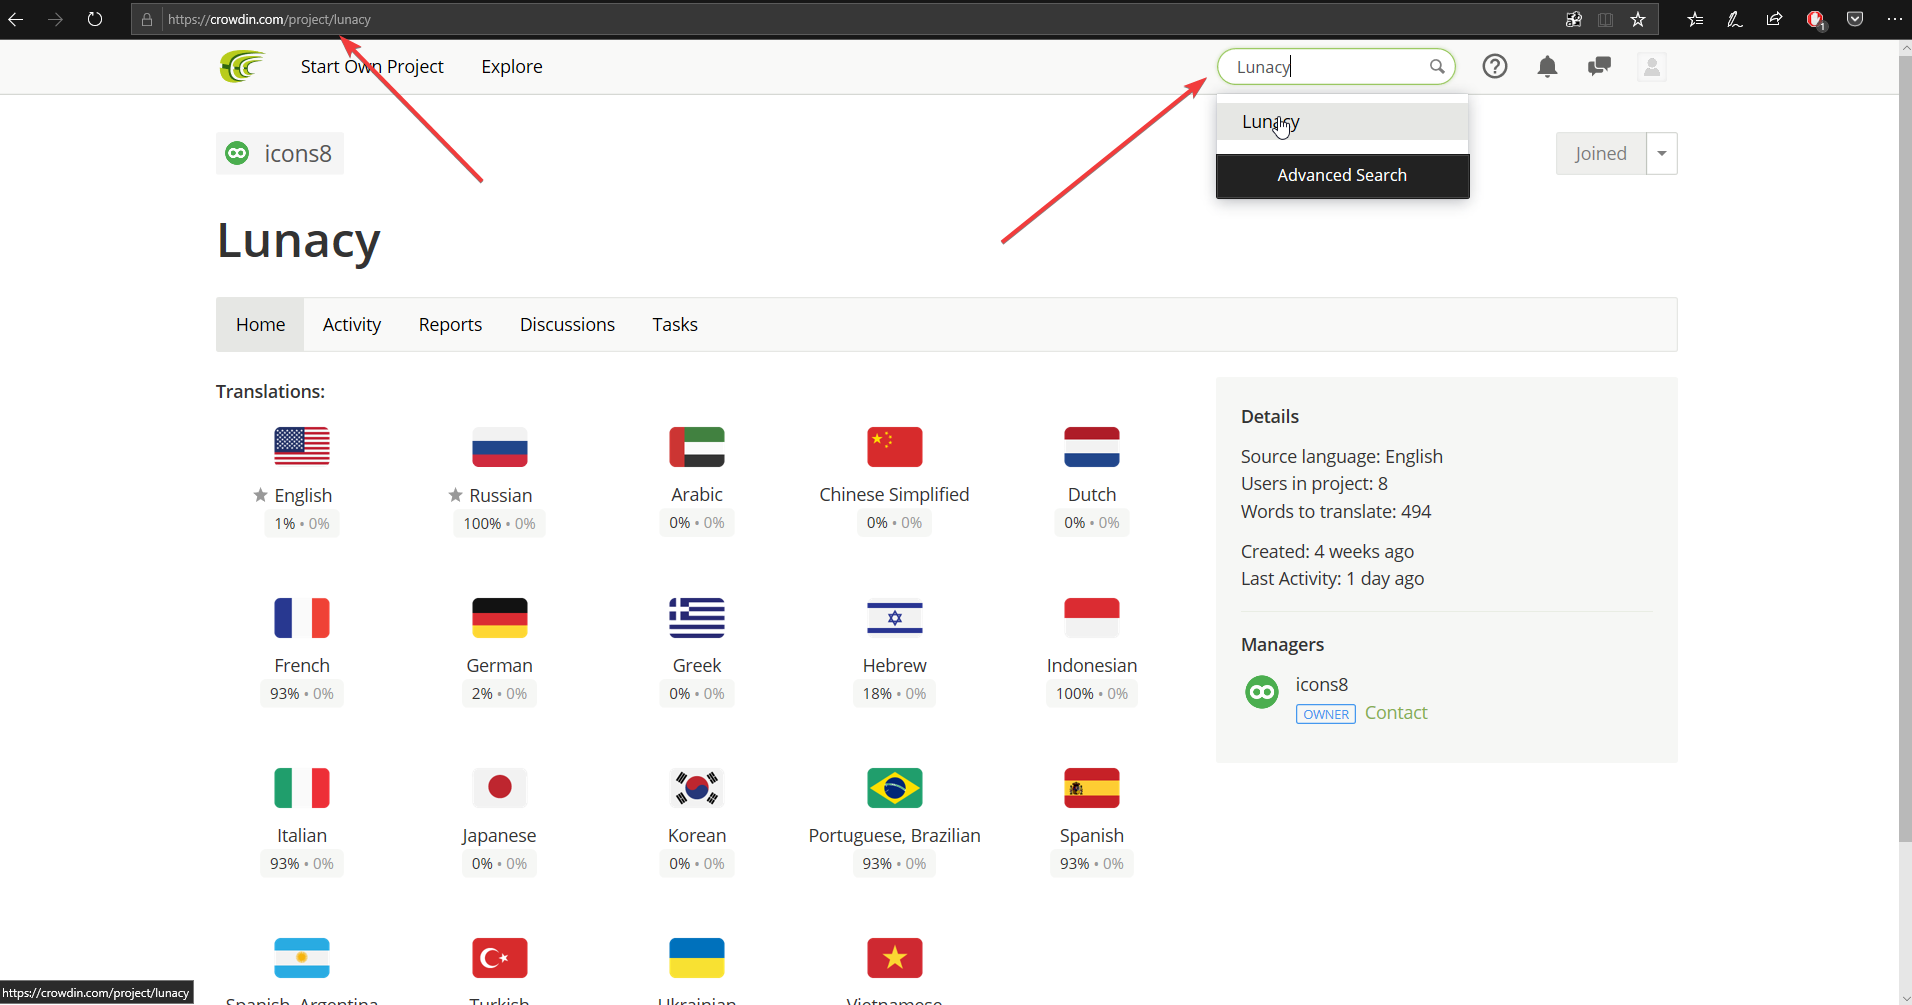 https://crowdin.com/project/lunacy
1
Start Own Project
Explore
Lunacy
Lunacy
Advanced Search
icons8
Joined
Lunacy
Home
Activity
Reports
Discussions
Tasks
Translations:
English
1% • 0%
Russian
100% • 0%
Arabic
0% • 0%
Chinese Simplified
0% • 0%
Dutch
0% • 0%
French
93% • 0%
German
2% • 0%
Greek
0% • 0%
Hebrew
18% • 0%
Indonesian
100% • 0%
Italian
93% • 0%
Japanese
0% • 0%
Korean
0% • 0%
Portuguese, Brazilian
93% • 0%
Spanish
93% • 0%
Spanish, Argentina
Turkish
Ukrainian
Vietnamese
Details
Source language: English
Users in project: 8
Words to translate: 494
Created: 4 weeks ago
Last Activity: 1 day ago
Managers
icons8
OWNER
Contact
https://crowdin.com/project/lunacy